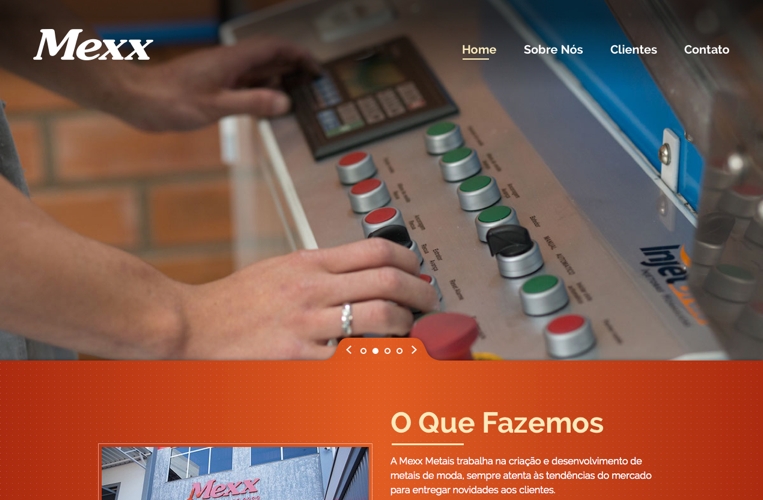 Mexx
Home Sobre Nós Clientes Contato
O Que Fazemos
A Mexx Metais trabalha na criação e desenvolvimento de
metais de moda, sempre atenta às tendências do mercado
para entregar novidades aos clientes.
Mexx